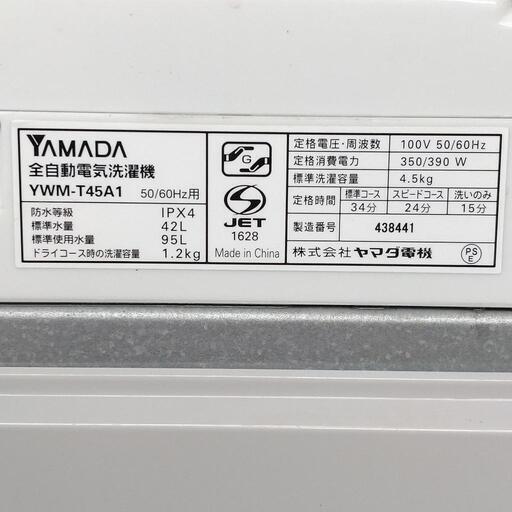 YAMADA
全自動電気洗濯機
YWM-T45A1 50/60Hz用
防水等級 IPX4
標準水量 42L
標準使用水量 95L
ドライコース時の洗濯容量 1.2kg
G
S
JET
1628
Made in China
定格電圧・周波数 100V 50/60Hz
定格消費電力 350/390 W
標準洗濯容量 4.5kg
定格時間 標準コース スピードコース 洗いのみ
34分 24分 15分
製造番号 438441
株式会社 ヤマダ電機
PS
E